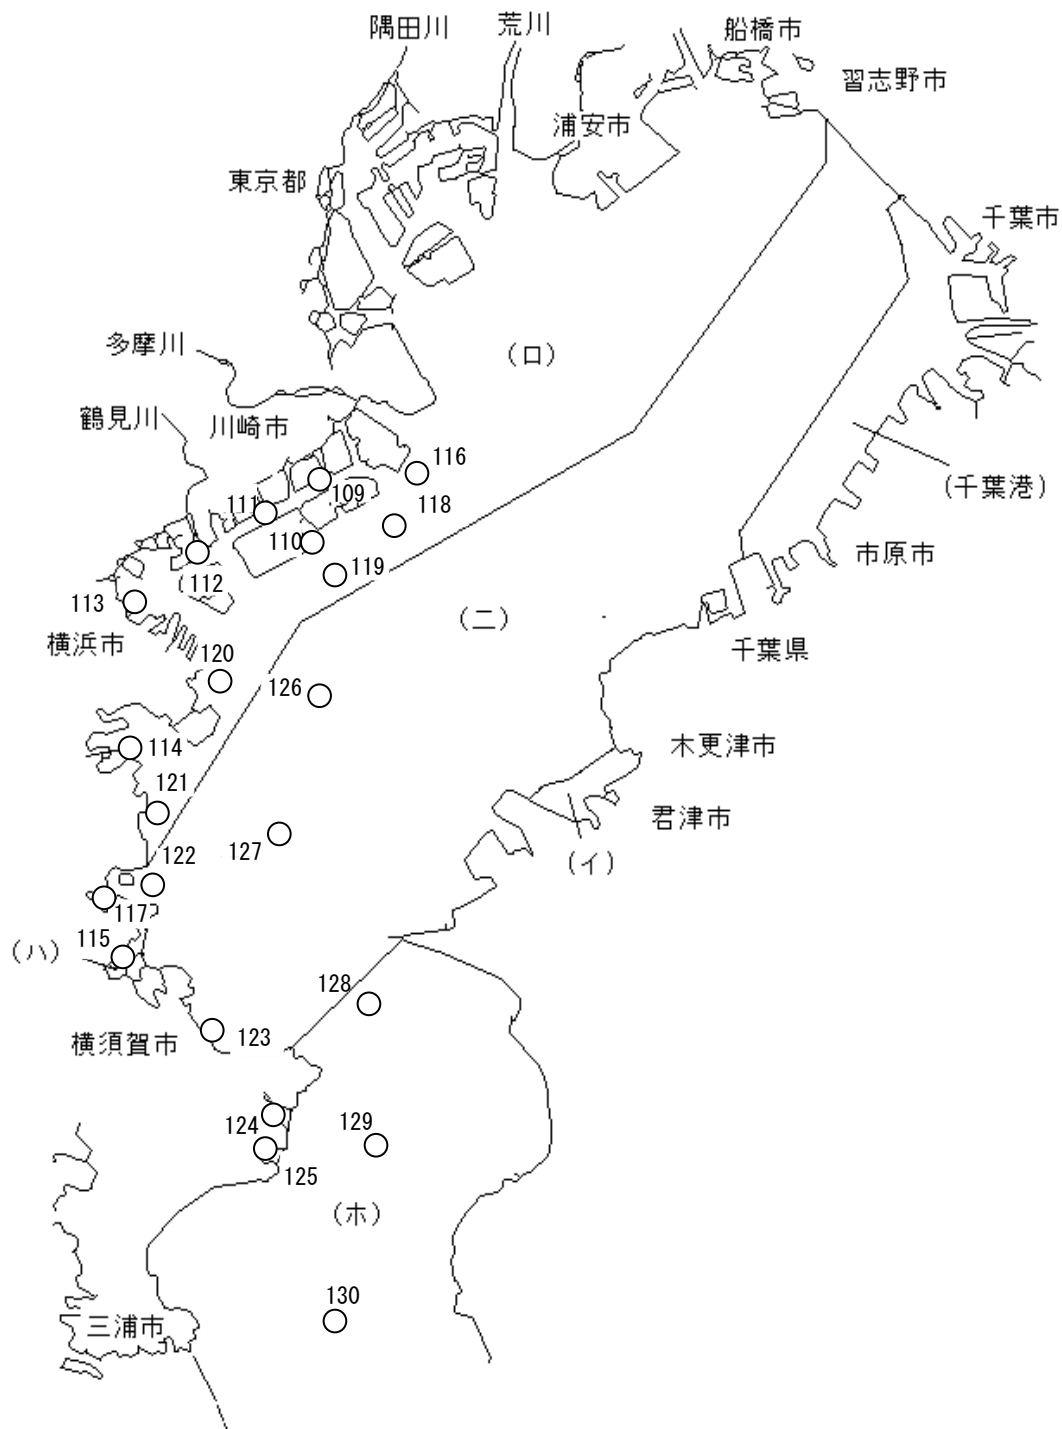 隅田川
荒川
船橋市
習志野市
浦安市
東京都
千葉市
多摩川
(ロ)
鶴見川
川崎市
116
(千葉港)
109
111
118
110
市原市
119
112
113
(ニ)
横浜市
千葉県
120
126
114
木更津市
121
君津市
127
122
(イ)
117
115
(ハ)
128
横須賀市
123
124
129
125
(ホ)
130
三浦市